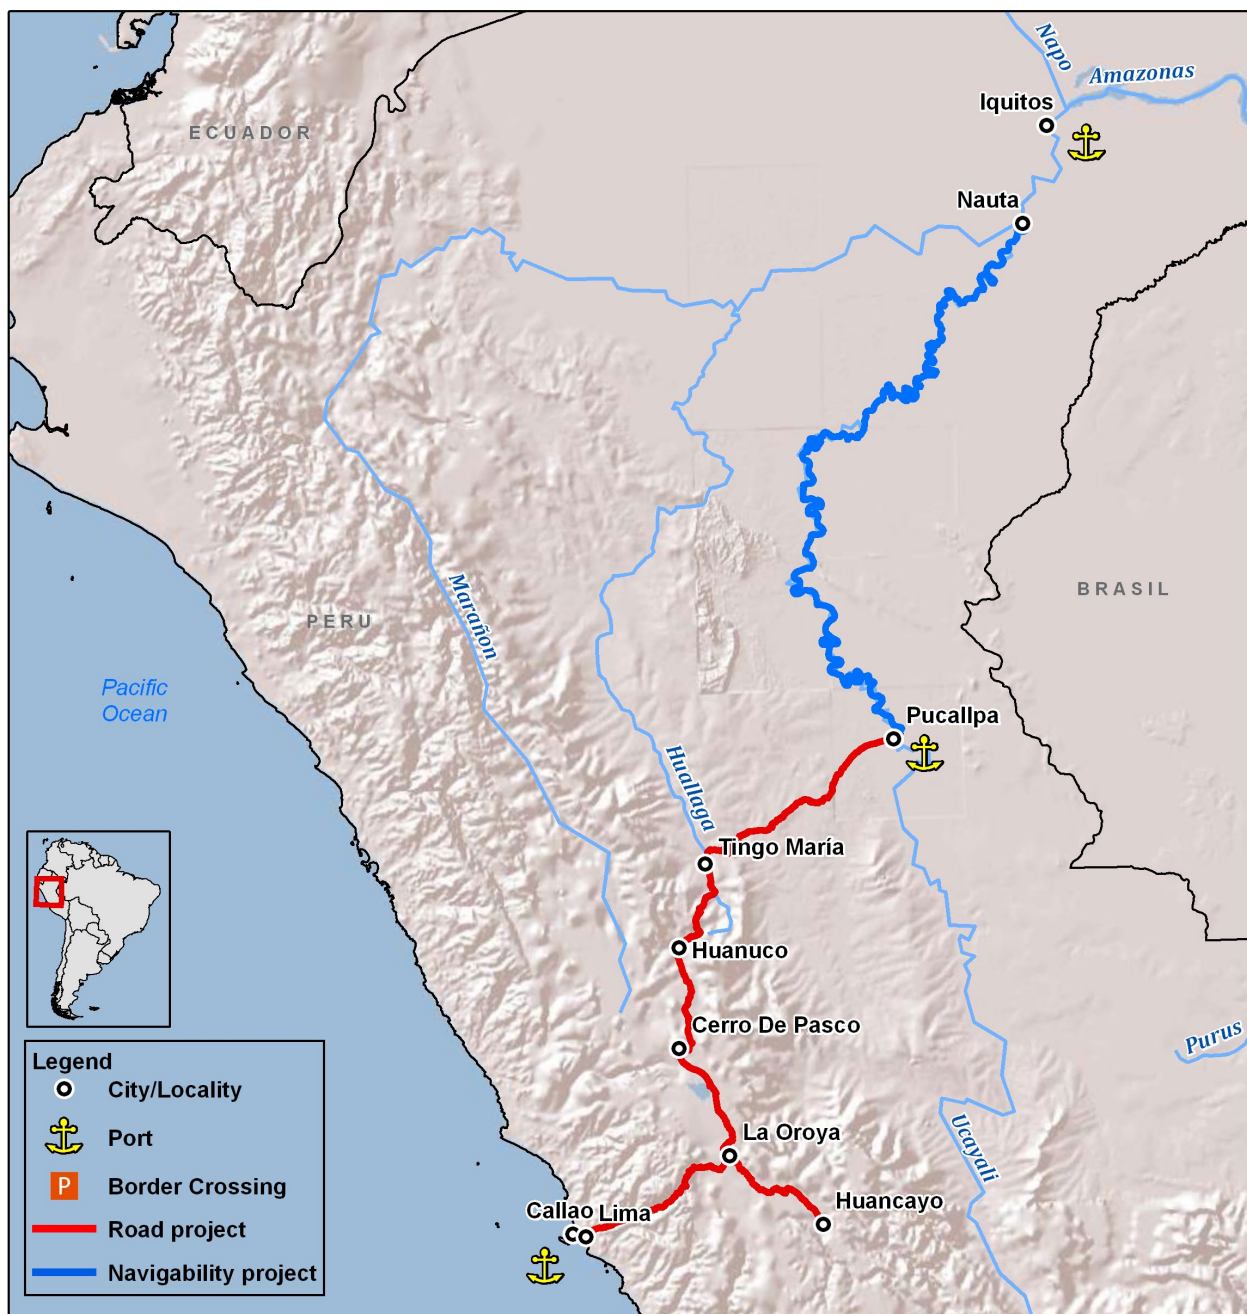 Napo
Amazonas
Iquitos
ECUADOR
Nauta
BRASIL
Marañon
PERU
Pacific
Ocean
Pucallpa
Huallaga
Tingo María
Huanuco
Cerro De Pasco
Purus
La Oroya
Ucayali
Huancayo
Callao
Lima
Legend
City/Locality
Port
P
Border Crossing
Road project
Navigability project